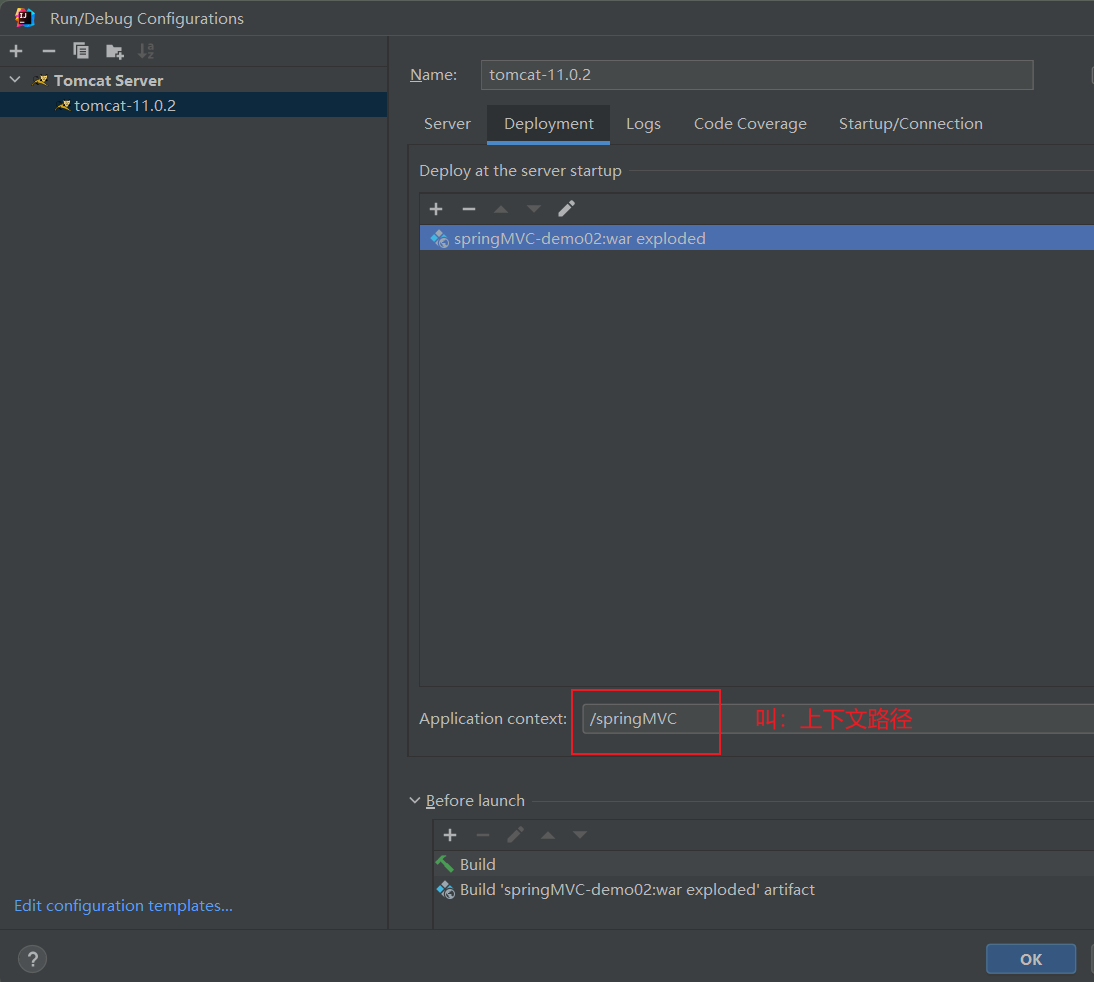 Run/Debug Configurations
Tomcat Server
tomcat-11.0.2
Name: tomcat-11.0.2
Server Deployment Logs Code Coverage Startup/Connection
Deploy at the server startup
springMVC-demo02:war exploded
Application context: /springMVC 叫：上下文路径
Before launch
Build
Build 'springMVC-demo02:war exploded' artifact
Edit configuration templates...
? OK